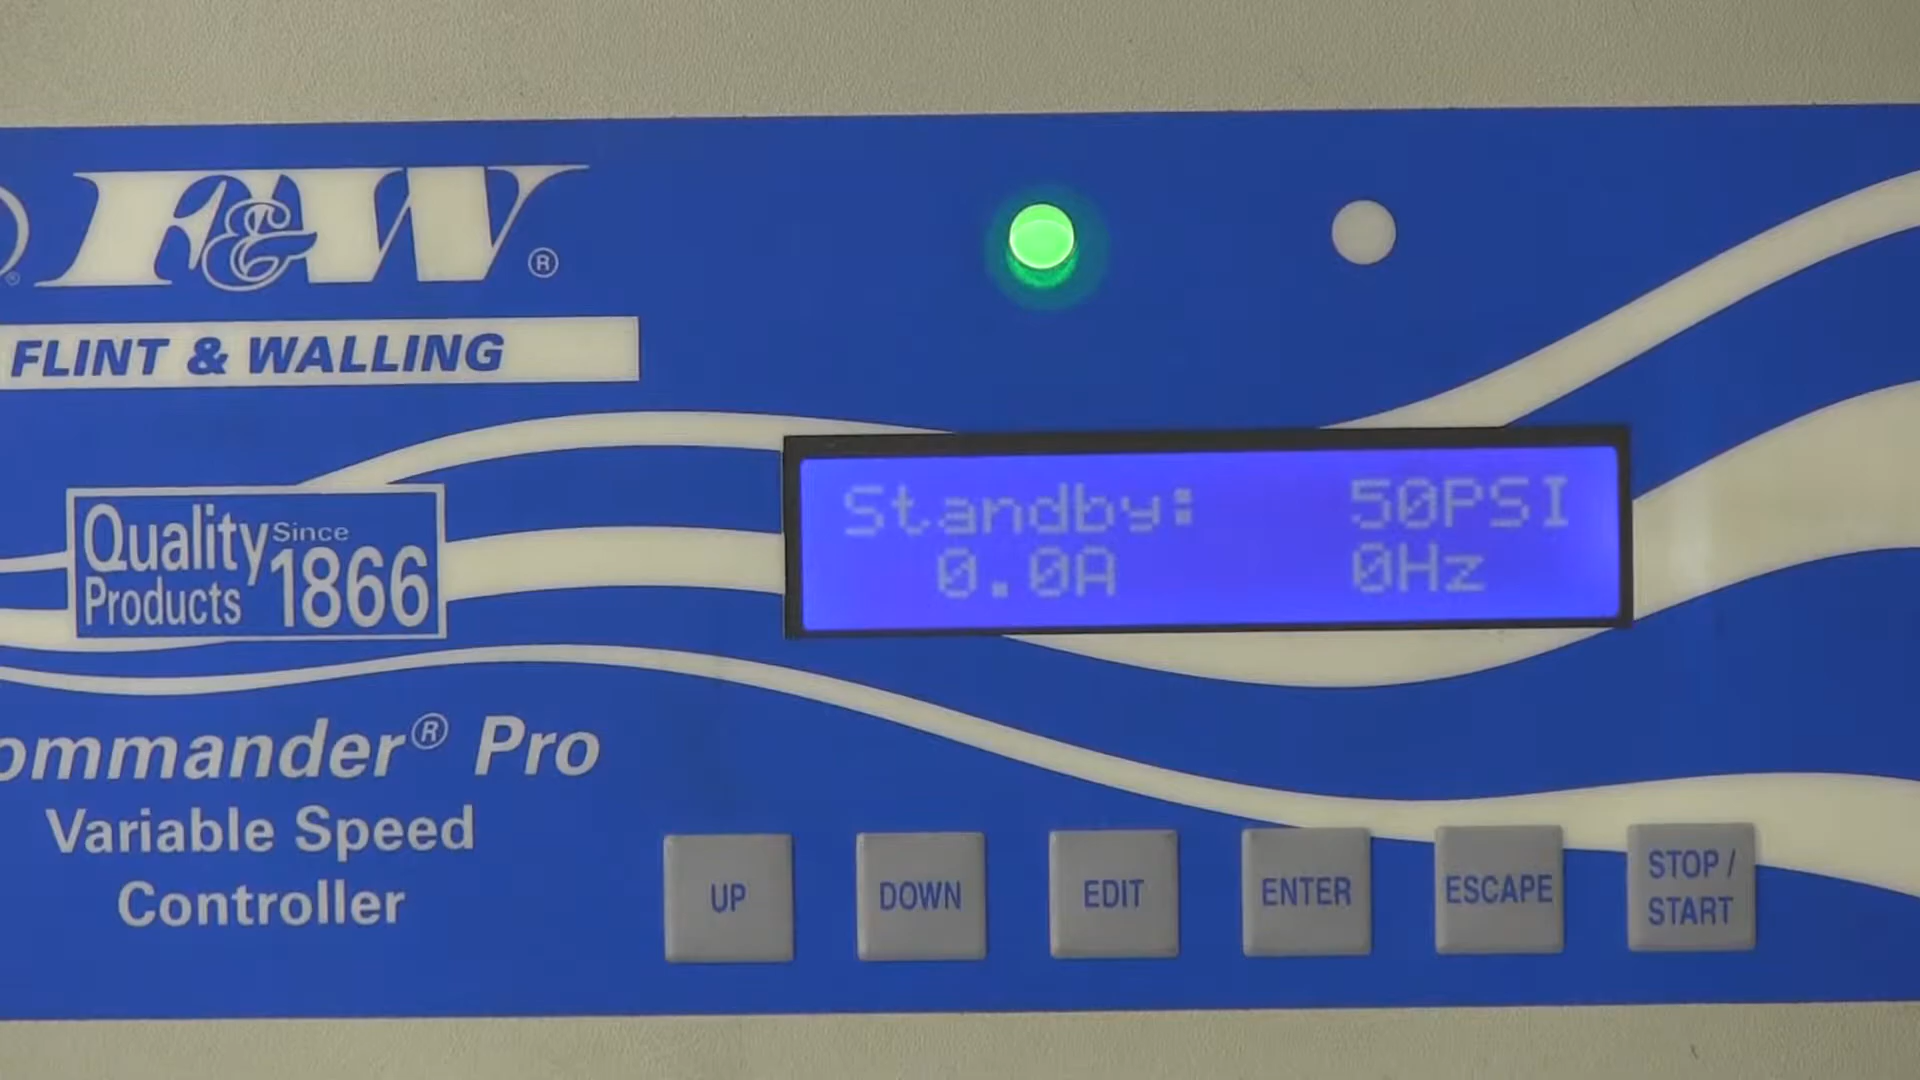 F&W®
FLINT & WALLING
Quality Since
Products 1866
Standby: 50PSI
0.0A 0Hz
ommander® Pro
Variable Speed
Controller
UP DOWN EDIT ENTER ESCAPE STOP /
START